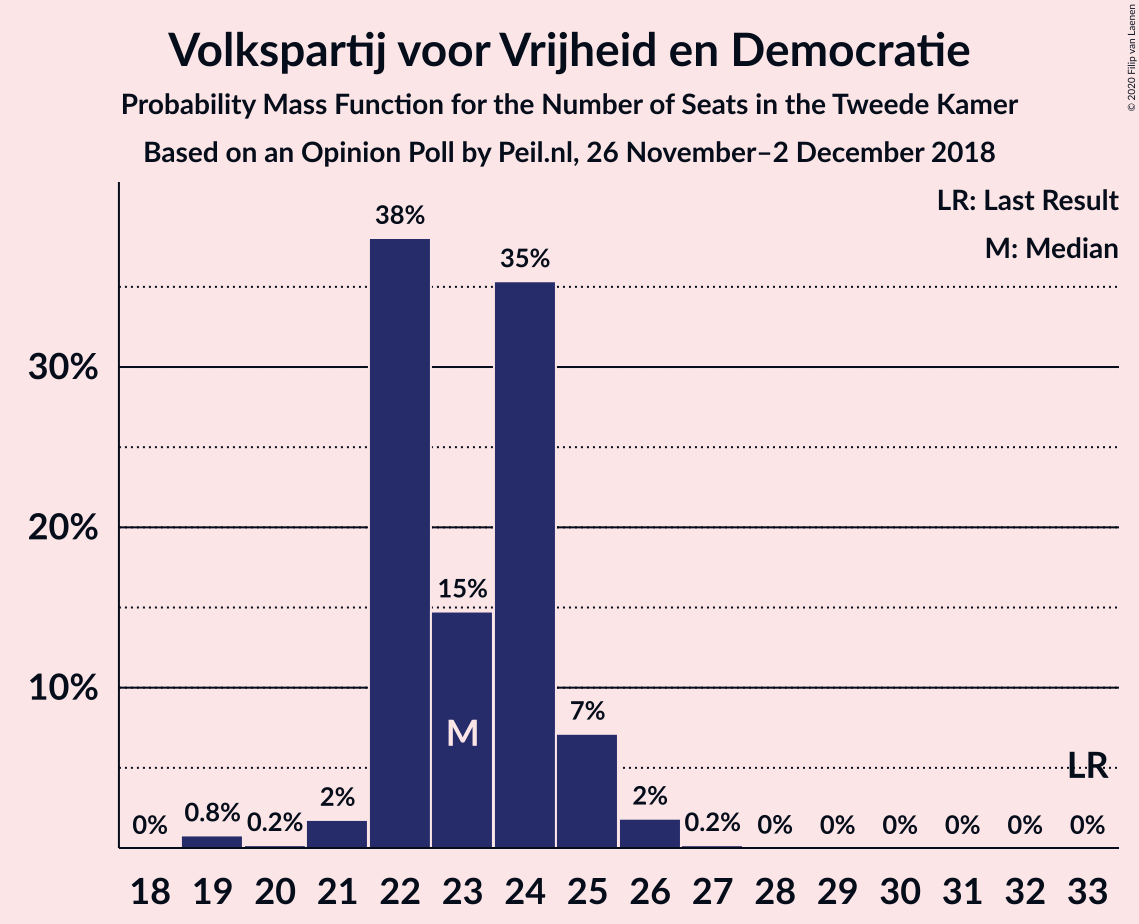 Volkspartij voor Vrijheid en Democratie
Probability Mass Function for the Number of Seats in the Tweede Kamer
Based on an Opinion Poll by Peil.nl, 26 November–2 December 2018
© 2020 Filip van Laenen
LR: Last Result
M: Median
38%
35%
30%
20%
15%
10%
7%
M
LR
0% 0.8% 0.2% 2% 2% 0.2% 0% 0% 0% 0% 0% 0%
18 19 20 21 22 23 24 25 26 27 28 29 30 31 32 33